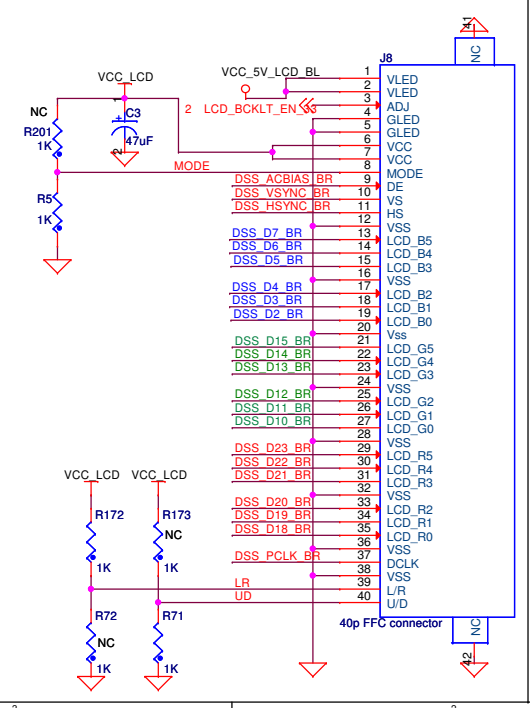 41
NC
J8
VCC_5V_LCD_BL
VCC_LCD
1
C3
47uF
2
NC
R201
1K
R5
1K
2 LCD_BCKLT_EN_3
MODE
1 VLED
2 VLED
3 ADJ
4 GLED
5 GLED
6 VCC
7 VCC
8 MODE
DSS_ACBIAS_BR 9 DE
DSS_VSYNC_BR 10 VS
DSS_HSYNC_BR 11 HS
12 VSS
DSS_D7_BR 13 LCD_B5
DSS_D6_BR 14 LCD_B4
DSS_D5_BR 15 LCD_B3
16 VSS
DSS_D4_BR 17 LCD_B2
DSS_D3_BR 18 LCD_B1
DSS_D2_BR 19 LCD_B0
20 Vss
DSS_D15_BR 21 LCD_G5
DSS_D14_BR 22 LCD_G4
DSS_D13_BR 23 LCD_G3
24 VSS
DSS_D12_BR 25 LCD_G2
DSS_D11_BR 26 LCD_G1
DSS_D10_BR 27 LCD_G0
28 VSS
DSS_D23_BR 29 LCD_R5
DSS_D22_BR 30 LCD_R4
DSS_D21_BR 31 LCD_R3
32 VSS
DSS_D20_BR 33 LCD_R2
DSS_D19_BR 34 LCD_R1
DSS_D18_BR 35 LCD_R0
36 VSS
DSS_PCLK_BR 37 DCLK
38 VSS
LR 39 L/R
UD 40 U/D
VCC_LCD VCC_LCD
R172
1K
R173
NC
1K
R72
NC
1K
R71
1K
40p FFC connector
NC
42